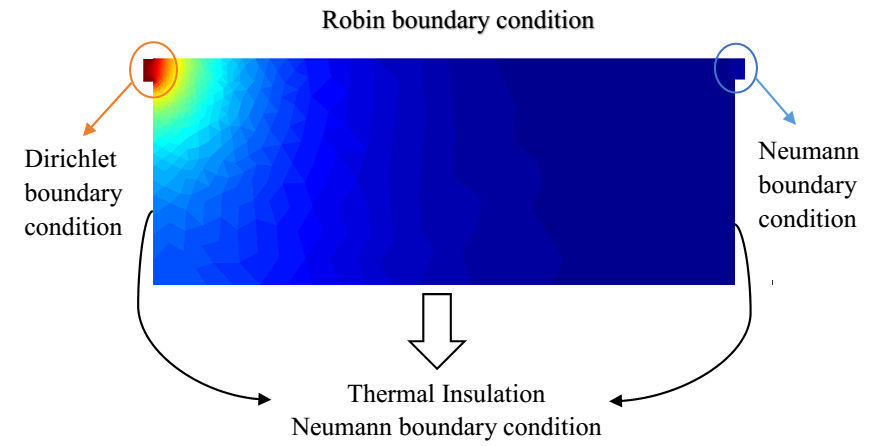 Robin boundary condition
Dirichlet
boundary
condition
Neumann
boundary
condition
Thermal Insulation
Neumann boundary condition